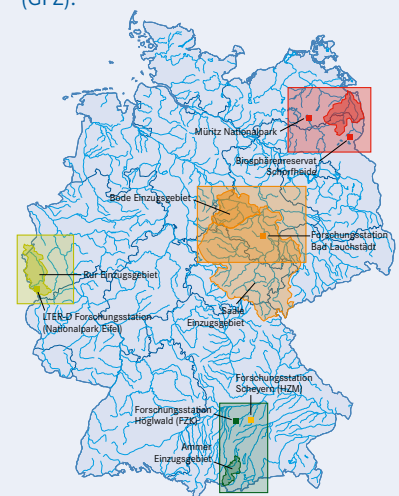 (GFZ).
Müritz Nationalpark
Biosphärenreservat
Schorfheide
Bode Einzugsgebiet
Forschungsstation
Bad Lauchstädt
Rur Einzugsgebiet
Saale
Einzugsgebiet
LTER-D Forschungsstation
(Nationalpark Eifel)
Forschungsstation
Scheyern (HZM)
Forschungsstation
Höglwald (FZK)
Ammer
Einzugsgebiet